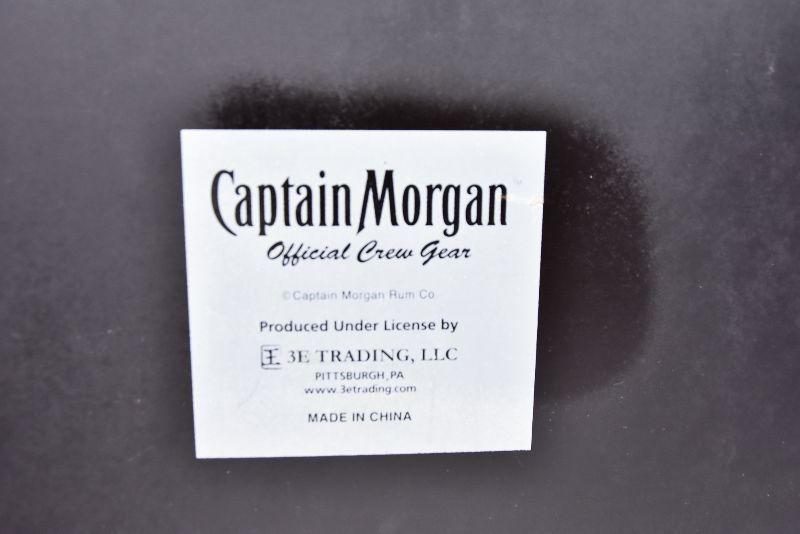 Captain Morgan
Official Crew Gear
©Captain Morgan Rum Co.
Produced Under License by
王 3E TRADING, LLC
PITTSBURGH, PA
www.3etrading.com
MADE IN CHINA